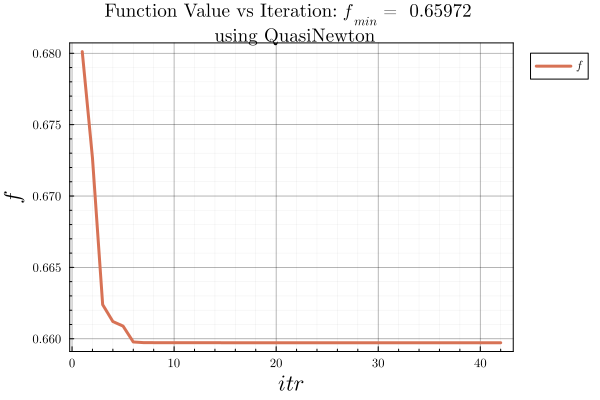 Function Value vs Iteration: f_min = 0.65972
using QuasiNewton
f
0.680
0.675
0.670
0.665
0.660
f
0 10 20 30 40
itr